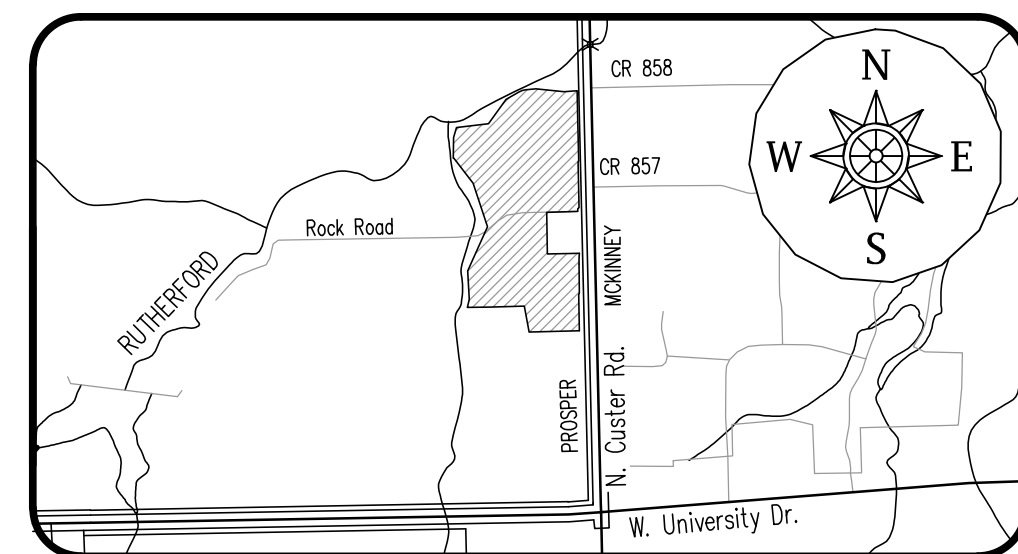 N
CR 858
W
E
CR 857
S
Rock Road
MCKINNEY
RUTHERFORD
PROSPER
N. Custer Rd.
W. University Dr.